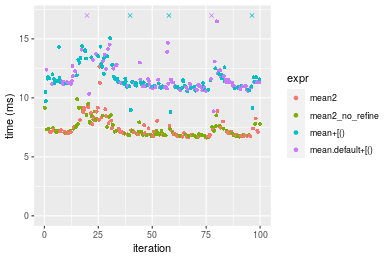 15
10
5
0
time (ms)
0
25
50
75
100
iteration
expr
mean2
mean2_no_refine
mean+[()
mean.default+[()